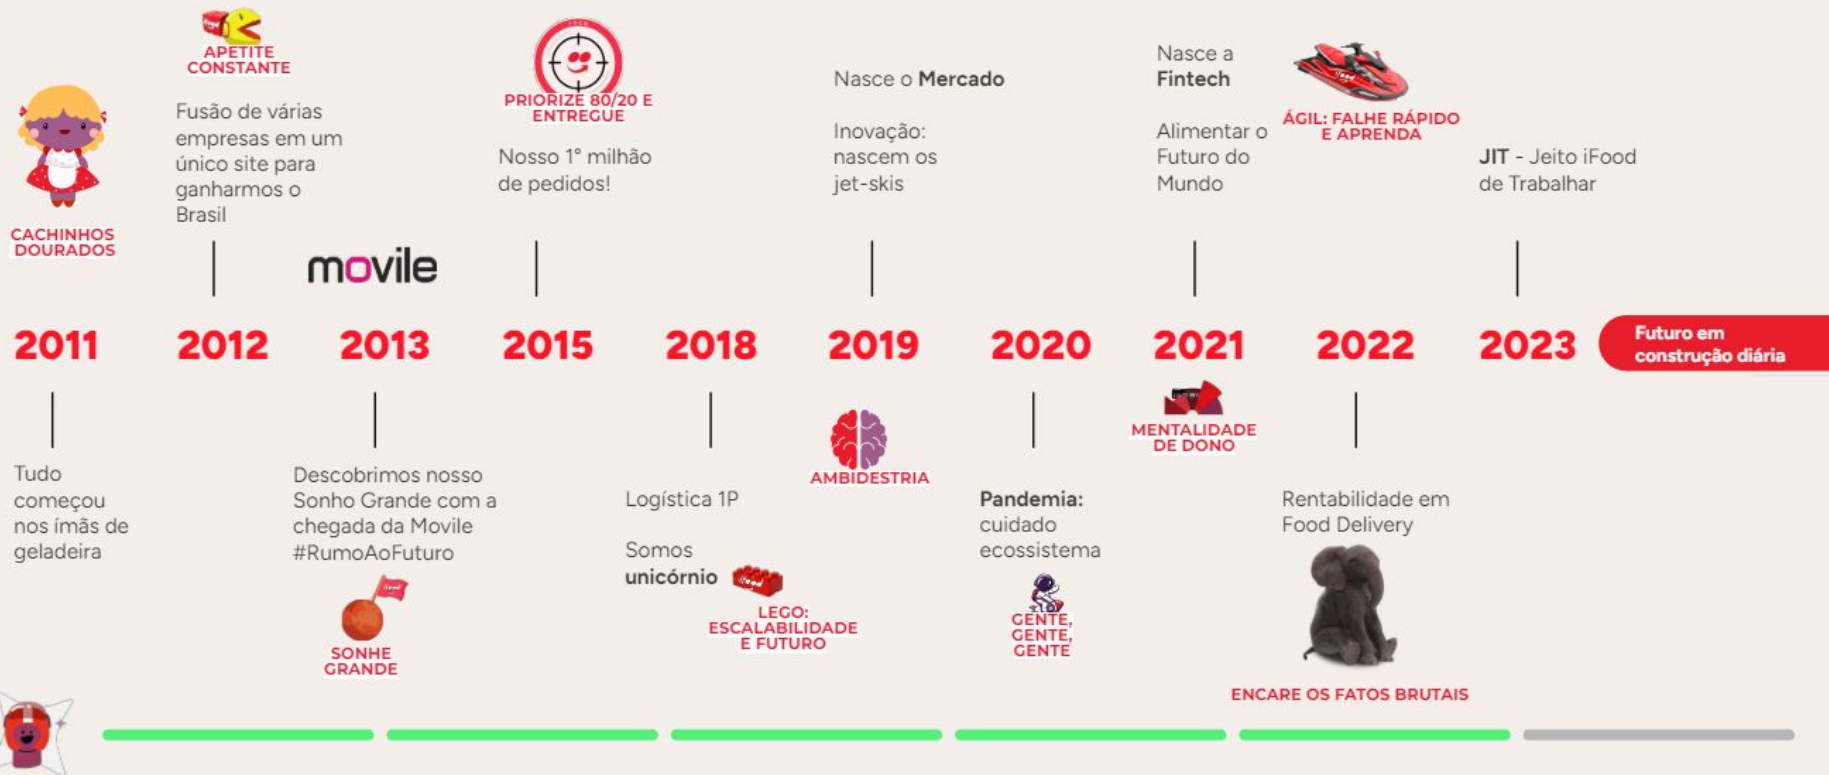 CACHINHOS
DOURADOS
APETITE
CONSTANTE
Fusão de várias
empresas em um
único site para
ganharmos o
Brasil
movile
PRIORIZE 80/20 E
ENTREGUE
Nosso 1° milhão
de pedidos!
Nasce o Mercado
Inovação:
nascem os
jet-skis
Nasce a
Fintech
Alimentar o
Futuro do
Mundo
ÁGIL: FALHE RÁPIDO
E APRENDA
JIT - Jeito iFood
de Trabalhar
2011 2012 2013 2015 2018 2019 2020 2021 2022 2023
Futuro em
construção diária
Tudo
começou
nos ímãs de
geladeira
Descobrimos nosso
Sonho Grande com a
chegada da Movile
#RumoAoFuturo
SONHE
GRANDE
Logística 1P
Somos
unicórnio
LEGO:
ESCALABILIDADE
E FUTURO
AMBIDESTRIA
Pandemia:
cuidado
ecossistema
GENTE,
GENTE,
GENTE
MENTALIDADE
DE DONO
Rentabilidade em
Food Delivery
ENCARE OS FATOS BRUTAIS